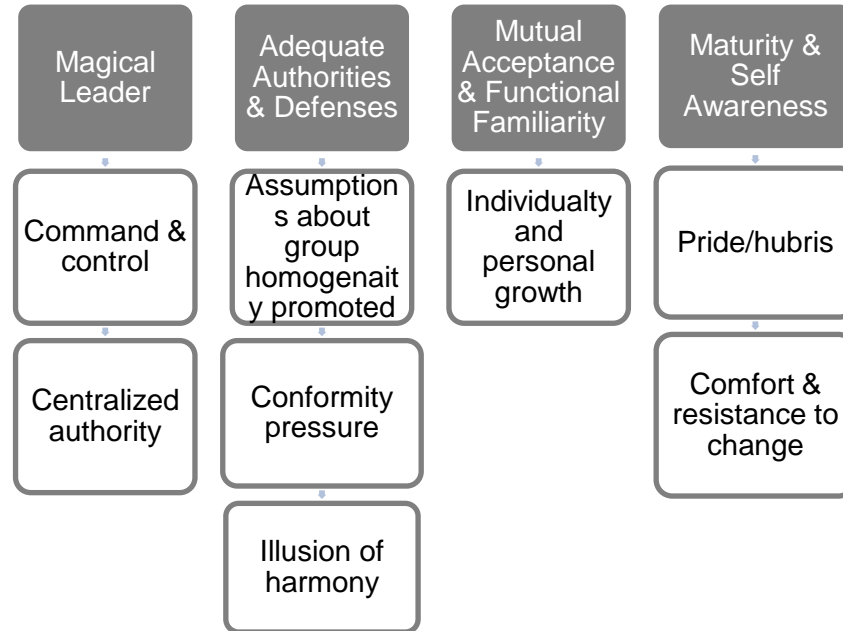 Magical
Leader
Command &
control
Centralized
authority
Adequate
Authorities
& Defenses
Assumption
s about
group
homogenait
y promoted
Conformity
pressure
Illusion of
harmony
Mutual
Acceptance
& Functional
Familiarity
Individualty
and
personal
growth
Maturity &
Self
Awareness
Pride/hubris
Comfort &
resistance to
change